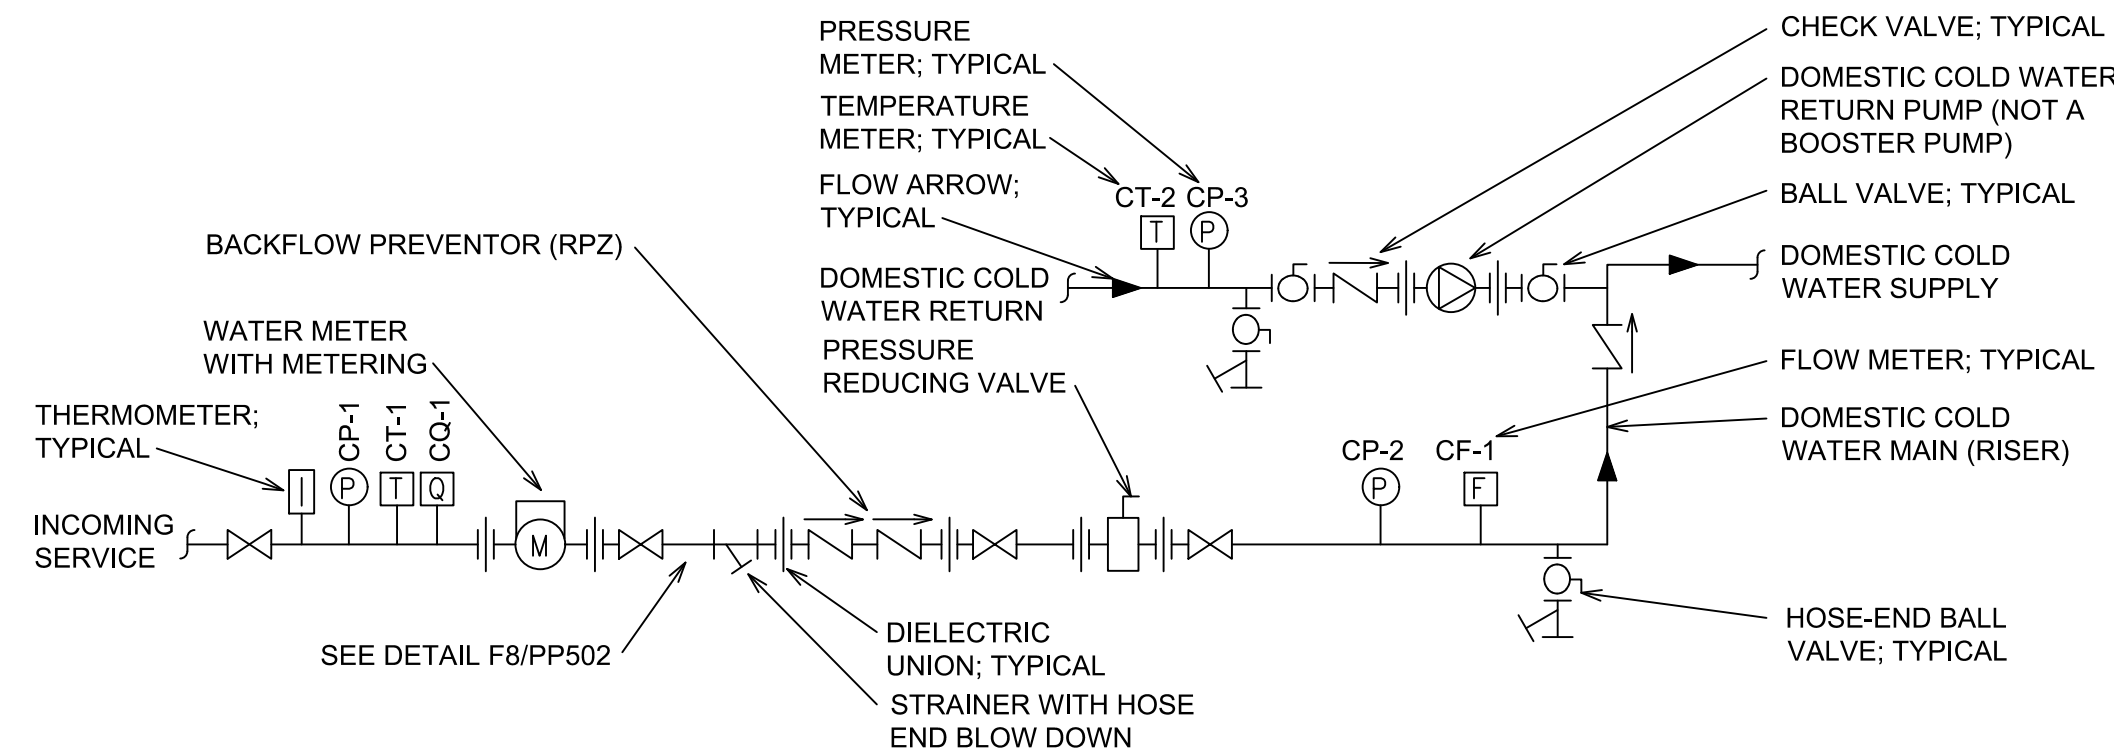 PRESSURE
METER; TYPICAL
TEMPERATURE
METER; TYPICAL
FLOW ARROW;
TYPICAL
CT-2
CP-3
T
P
DOMESTIC COLD
WATER RETURN
CHECK VALVE; TYPICAL
DOMESTIC COLD WATER
RETURN PUMP (NOT A
BOOSTER PUMP)
BALL VALVE; TYPICAL
DOMESTIC COLD
WATER SUPPLY
FLOW METER; TYPICAL
DOMESTIC COLD
WATER MAIN (RISER)
BACKFLOW PREVENTOR (RPZ)
WATER METER
WITH METERING
PRESSURE
REDUCING VALVE
THERMOMETER;
TYPICAL
CP-1
CT-1
CQ-1
I
P
T
Q
CP-2
CF-1
P
F
INCOMING
SERVICE
M
SEE DETAIL F8/PP502
DIELECTRIC
UNION; TYPICAL
STRAINER WITH HOSE
END BLOW DOWN
HOSE-END BALL
VALVE; TYPICAL